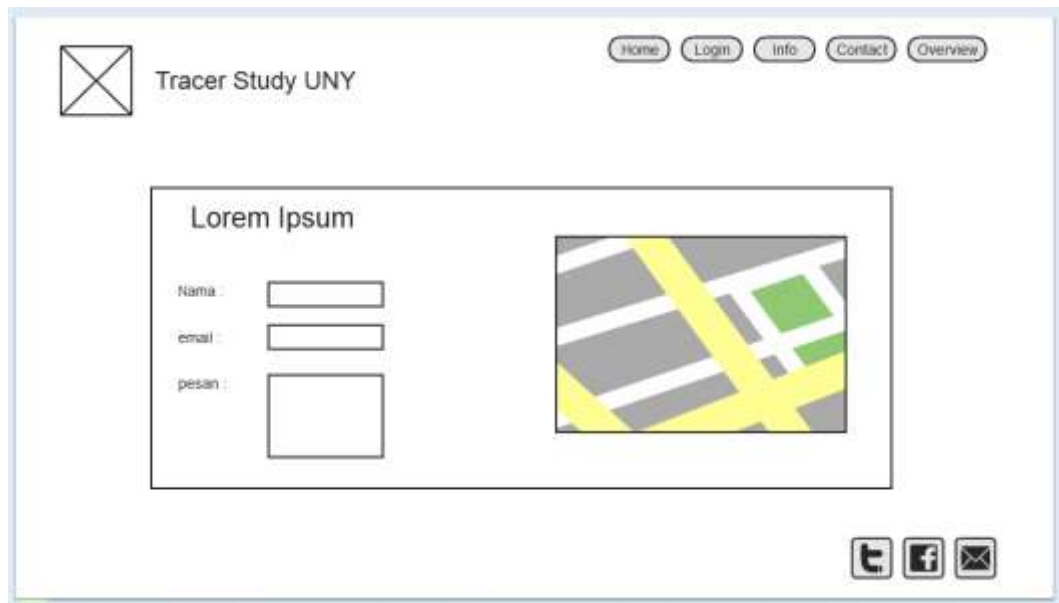 Home Login Info Contact Overview
Tracer Study UNY
Lorem Ipsum
Nama :
email :
pesan :